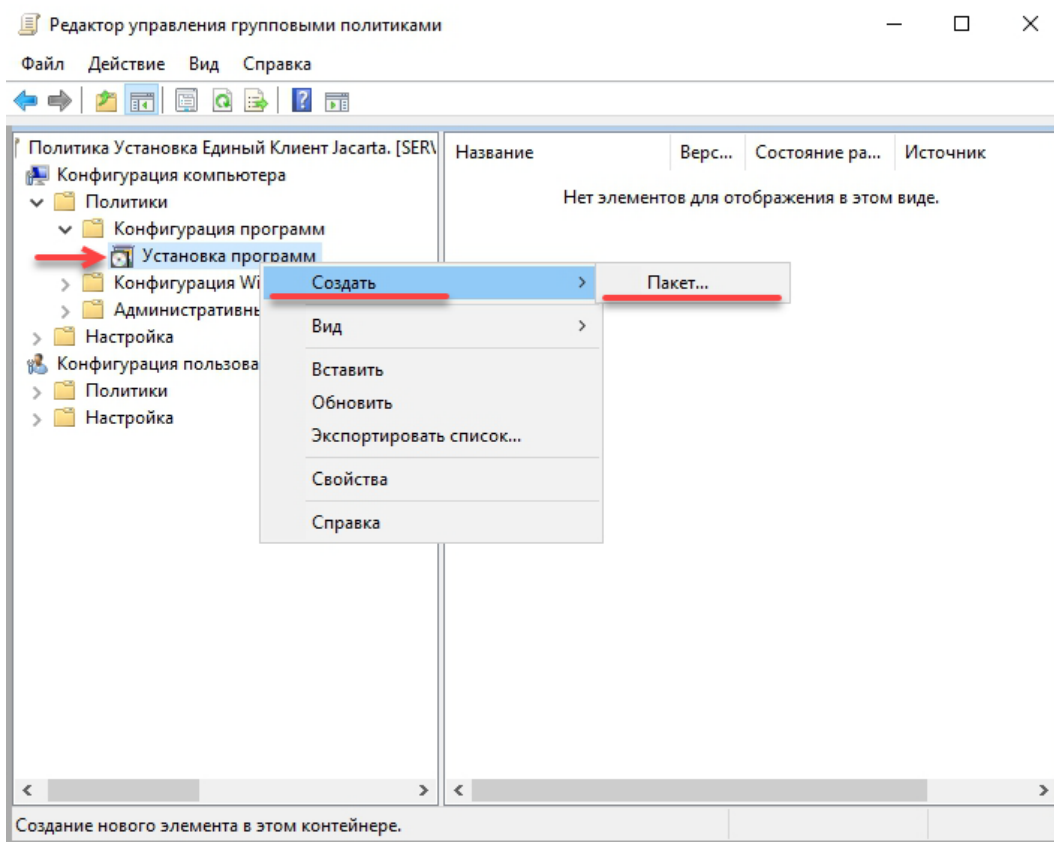 Редактор управления групповыми политиками
Файл Действие Вид Справка
Политика Установка Единый Клиент Jacarta. [SERV
Конфигурация компьютера
Политики
Конфигурация программ
Установка программ
Конфигурация Wi
Административнь
Настройка
Конфигурация пользова
Политики
Настройка
Название Верс... Состояние ра... Источник
Нет элементов для отображения в этом виде.
Создать
Вид
Вставить
Обновить
Экспортировать список...
Свойства
Справка
Пакет...
Создание нового элемента в этом контейнере.